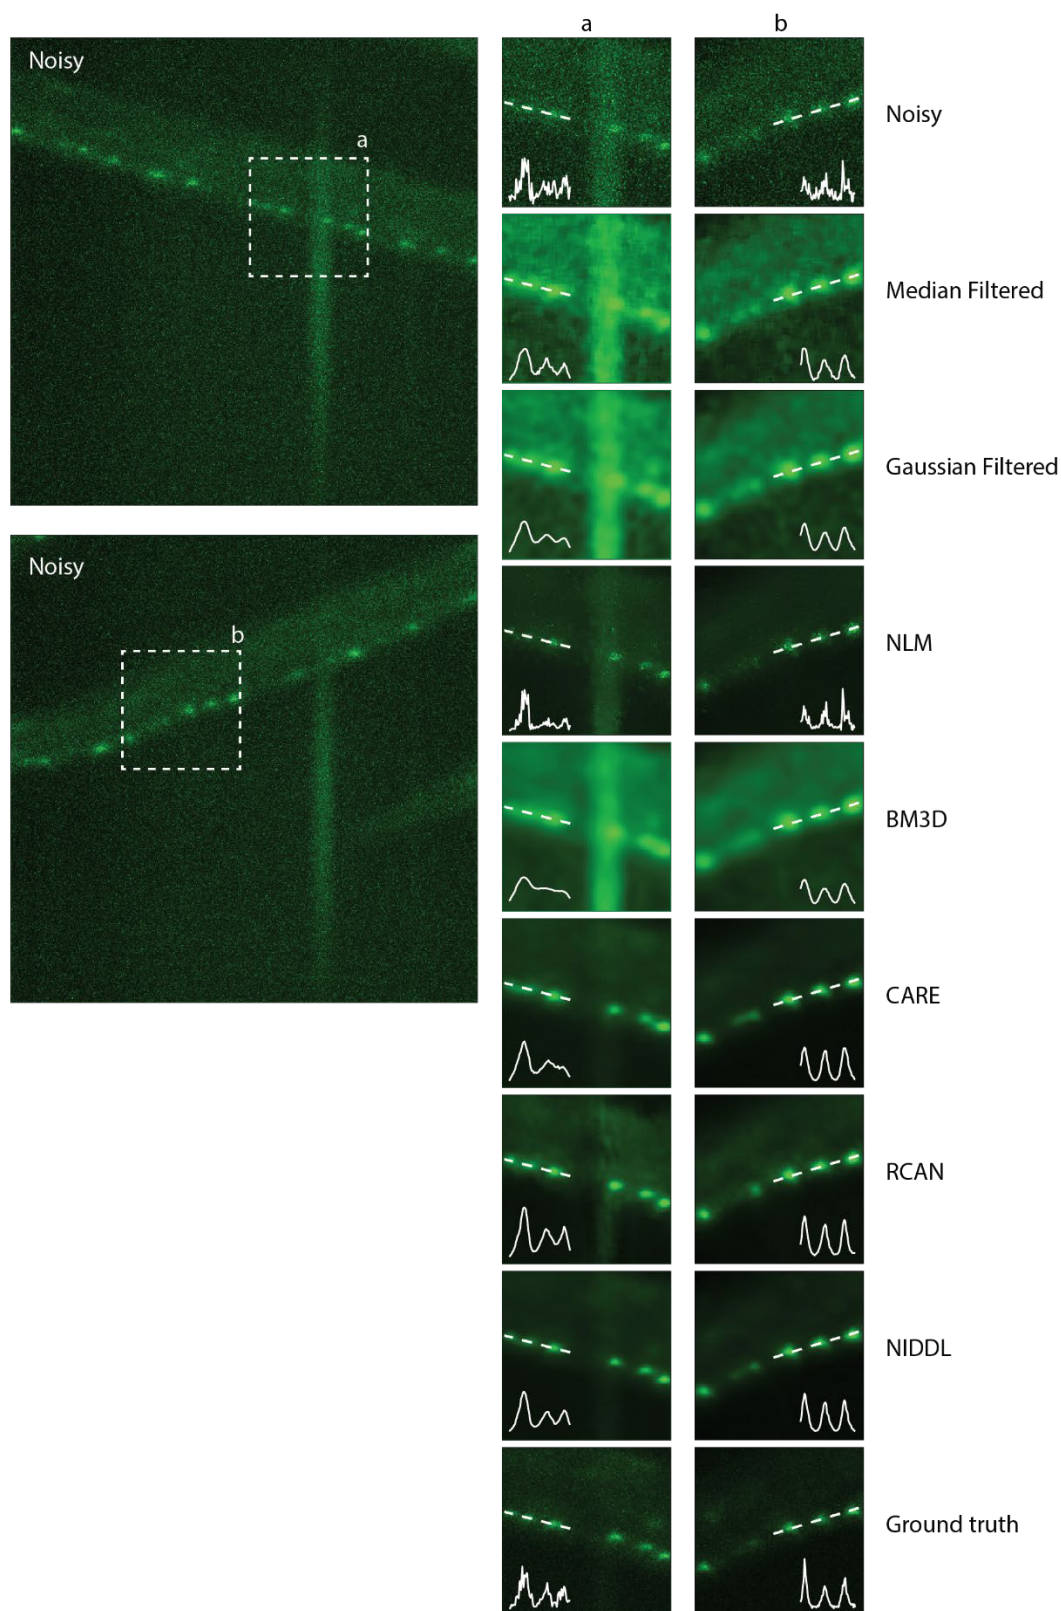 a
b
Noisy
a
Noisy
Median Filtered
Gaussian Filtered
Noisy
b
NLM
BM3D
CARE
RCAN
NIDDL
Ground truth